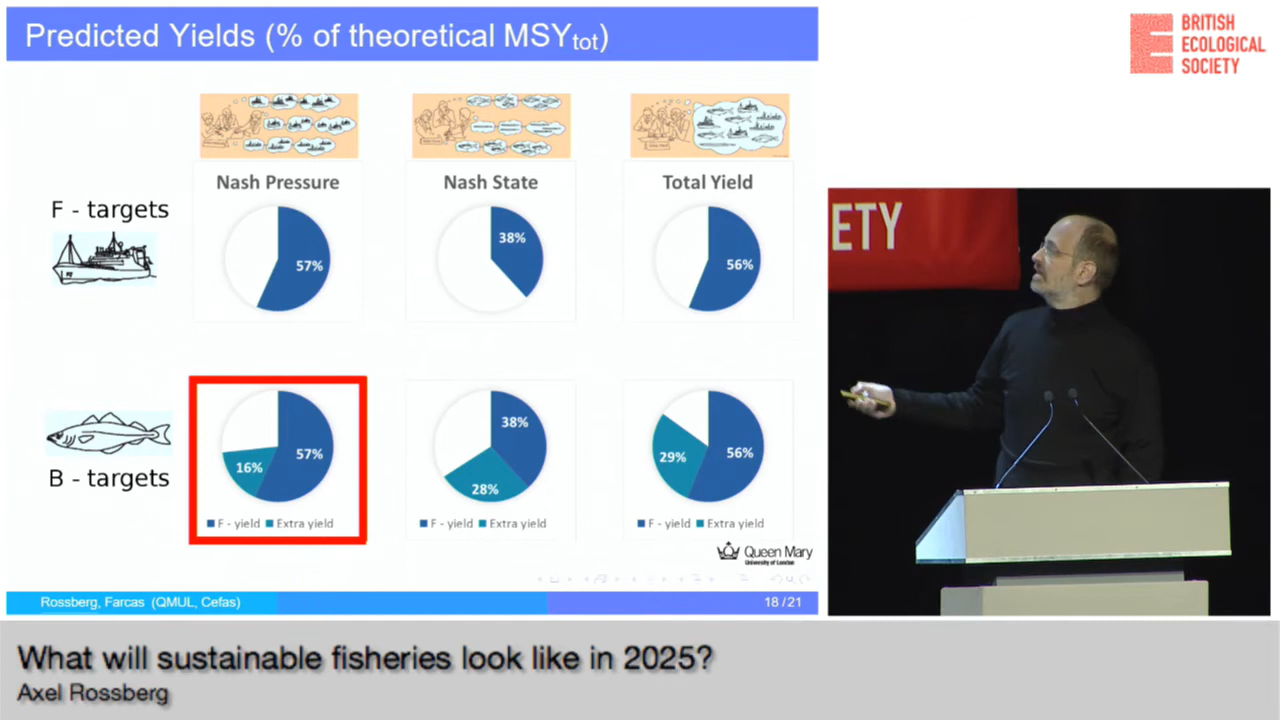 Predicted Yields (% of theoretical MSYtot)
BRITISH
ECOLOGICAL
SOCIETY
Nash Pressure
Nash State
Total Yield
F - targets
57%
38%
56%
ETY
B - targets
16%
57%
38%
28%
29%
56%
F - yield
Extra yield
F - yield
Extra yield
F - yield
Extra yield
Queen Mary
University of London
Rossberg, Farcas (QMUL, Cefas)
18 / 21
What will sustainable fisheries look like in 2025?
Axel Rossberg